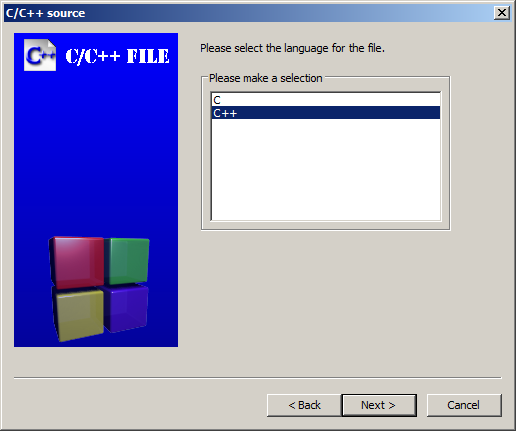 C/C++ source
C++ C/C++ FILE
Please select the language for the file.
Please make a selection
C
C++
< Back
Next >
Cancel